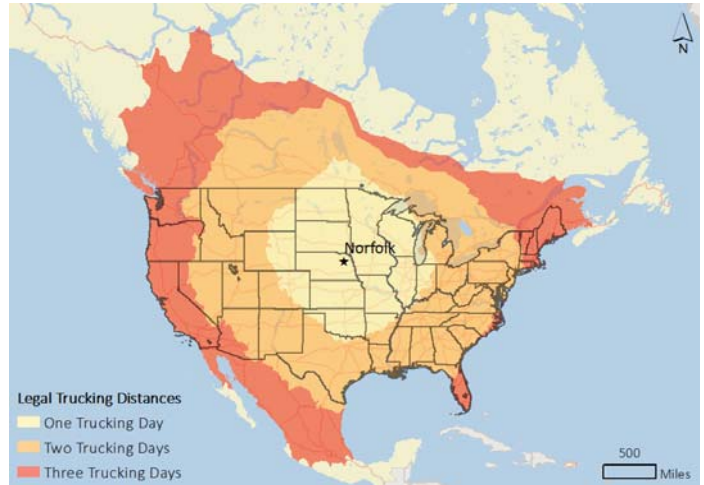 N
Norfolk
Legal Trucking Distances
One Trucking Day
Two Trucking Days
Three Trucking Days
500
Miles